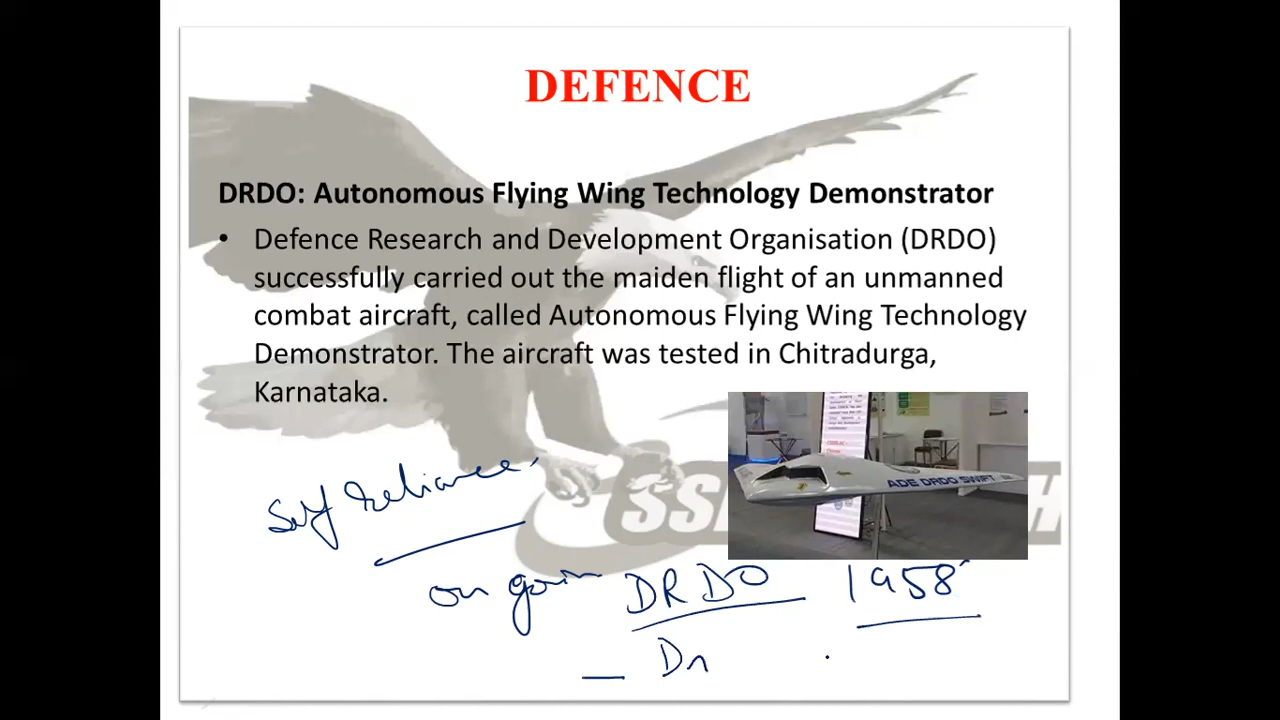 DEFENCE
DRDO: Autonomous Flying Wing Technology Demonstrator
• Defence Research and Development Organisation (DRDO)
successfully carried out the maiden flight of an unmanned
combat aircraft, called Autonomous Flying Wing Technology
Demonstrator. The aircraft was tested in Chitradurga,
Karnataka.
ADE DRDO SWIFT
Self reliance
on goin DRDO 1958